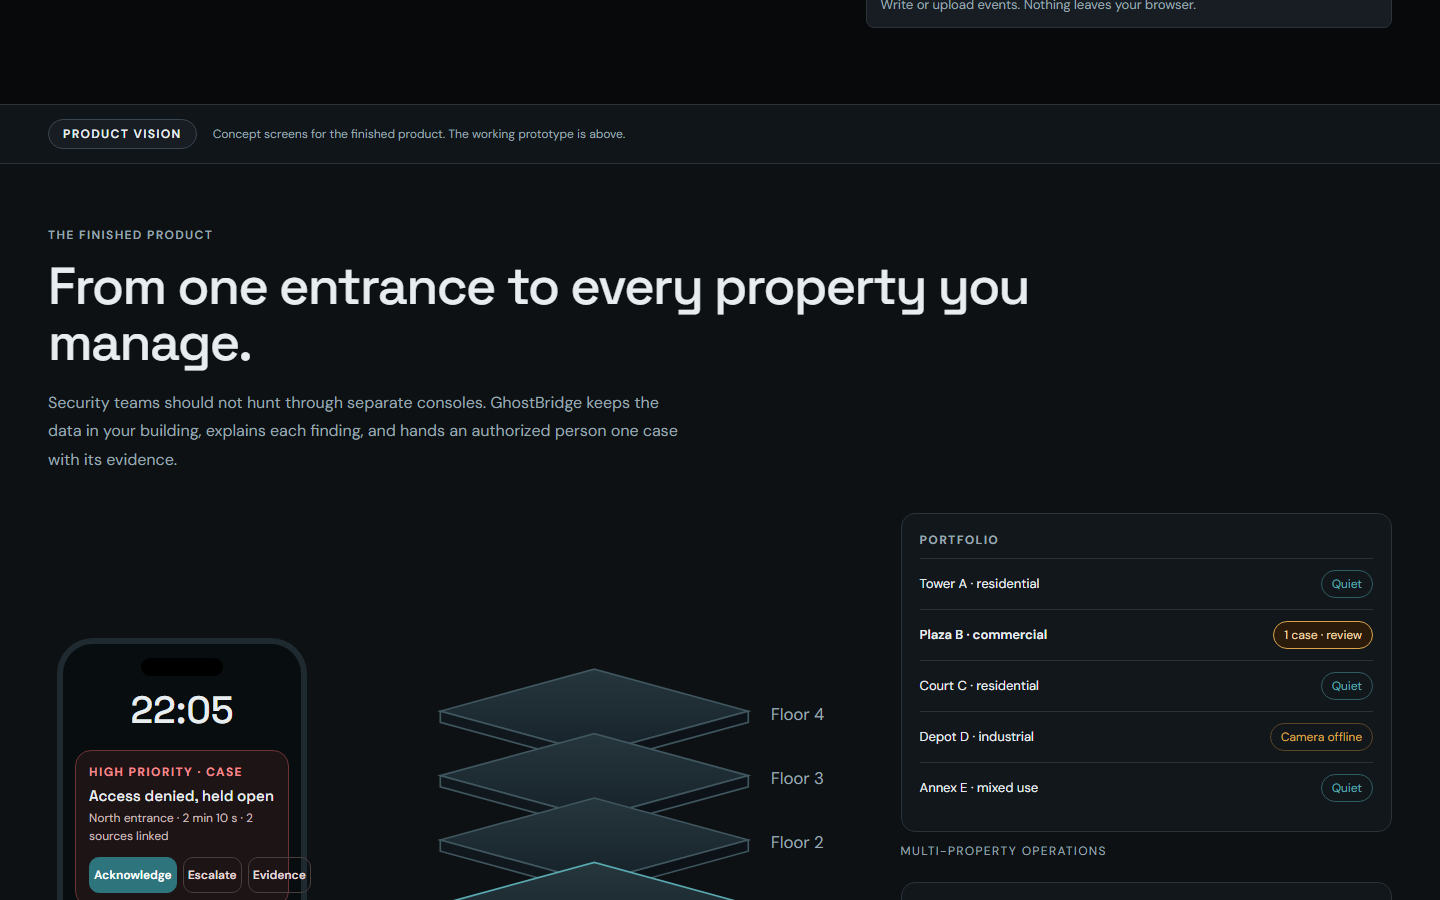 Write or upload events. Nothing leaves your browser.
PRODUCT VISION
Concept screens for the finished product. The working prototype is above.
THE FINISHED PRODUCT
From one entrance to every property you
manage.
Security teams should not hunt through separate consoles. GhostBridge keeps the
data in your building, explains each finding, and hands an authorized person one case
with its evidence.
22:05
HIGH PRIORITY · CASE
Access denied, held open
North entrance · 2 min 10 s · 2
sources linked
Acknowledge
Escalate
Evidence
Floor 4
Floor 3
Floor 2
PORTFOLIO
Tower A · residential
Quiet
Plaza B · commercial
1 case · review
Court C · residential
Quiet
Depot D · industrial
Camera offline
Annex E · mixed use
Quiet
MULTI-PROPERTY OPERATIONS